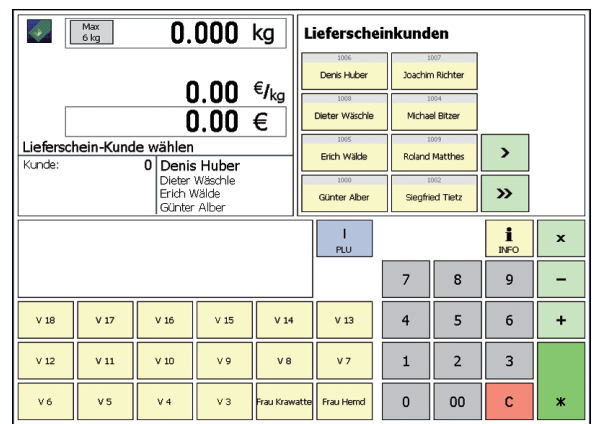 Max
6 kg
0.000 kg
0.00 €/kg
0.00 €
Lieferschein-Kunde wählen
Kunde: 0 Denis Huber
Dieter Wäschle
Erich Wälde
Günter Alber
Lieferscheinkunden
1006 1007
Denis Huber Joachim Richter
1008 1004
Dieter Wäschle Michael Bitzer
1005 1009
Erich Wälde Roland Matthes >
1000 1002
Günter Alber Siegfried Tietz >>
I
PLU
i
INFO
x
7 8 9 −
V 18 V 17 V 16 V 15 V 14 V 13 4 5 6 +
V 12 V 11 V 10 V 9 V 8 V 7 1 2 3
V 6 V 5 V 4 V 3 Frau Krawatte Frau Hemd 0 00 C *